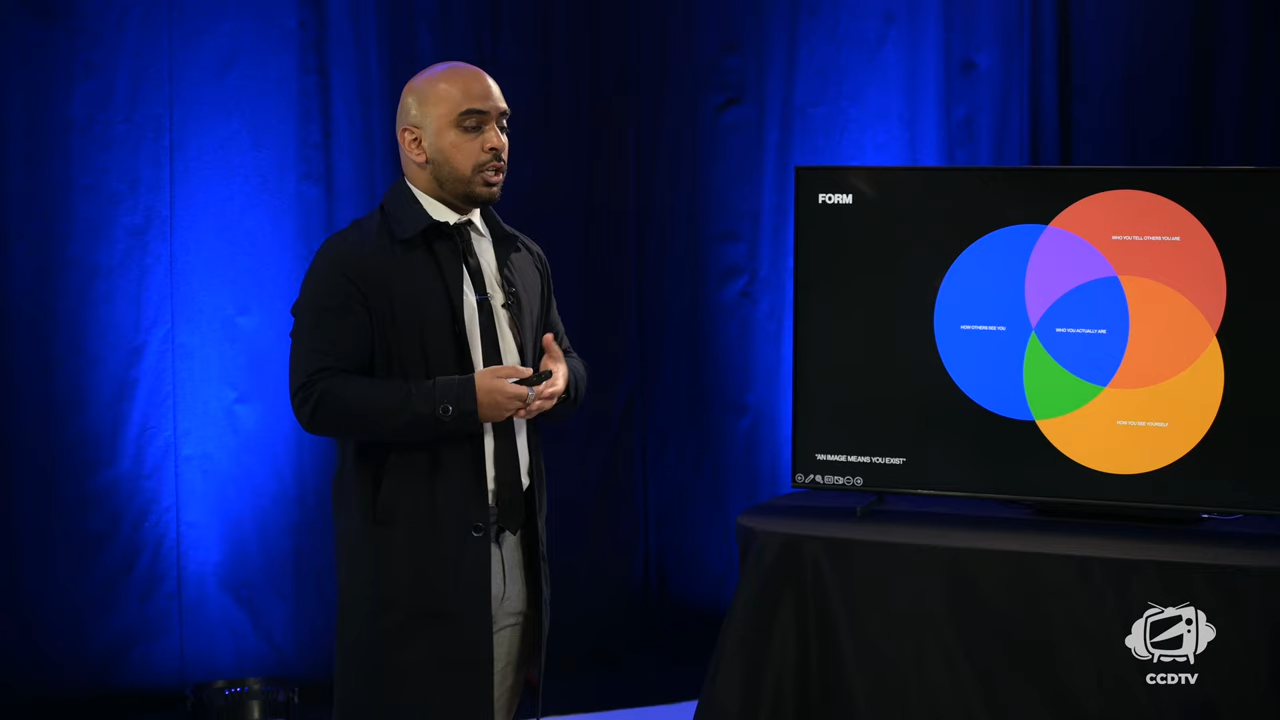 FORM
WHO YOU TELL OTHERS YOU ARE
HOW OTHERS SEE YOU
WHO YOU ACTUALLY ARE
HOW YOU SEE YOURSELF
"AN IMAGE MEANS YOU EXIST"
CCDTV